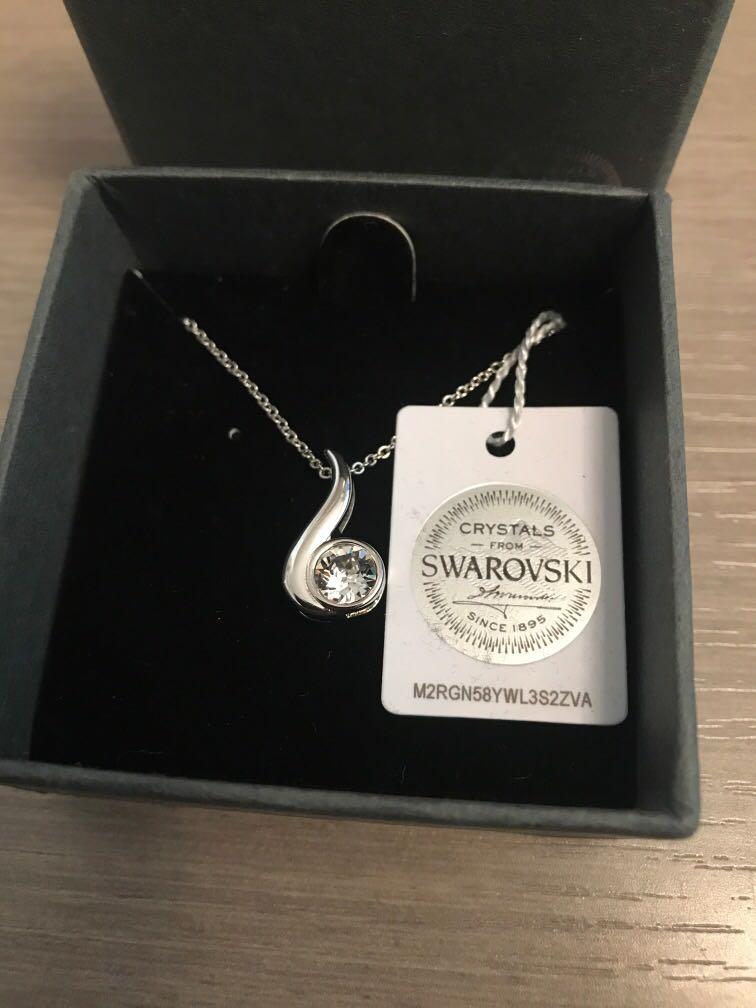 CRYSTALS
FROM
SWAROVSKI
SINCE 1895
M2RGN58YWL3S2ZVA